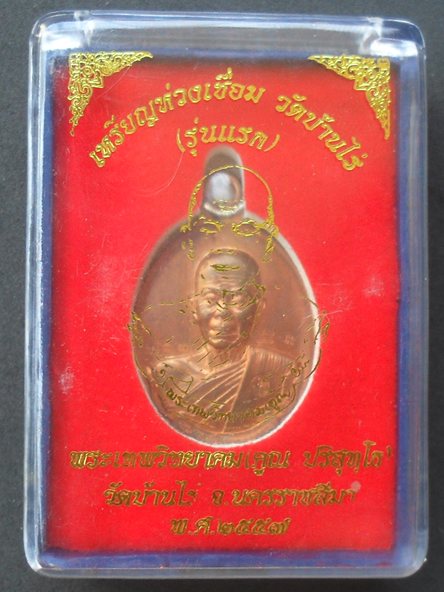 เหรียญห่วงเชื่อม วัดบ้านไร่
(รุ่นแรก)
พระเทพวิทยาคม(คูณ ปริสุทฺโธ)
วัดบ้านไร่ จ.นครราชสีมา
พ.ศ.๒๕๕๗